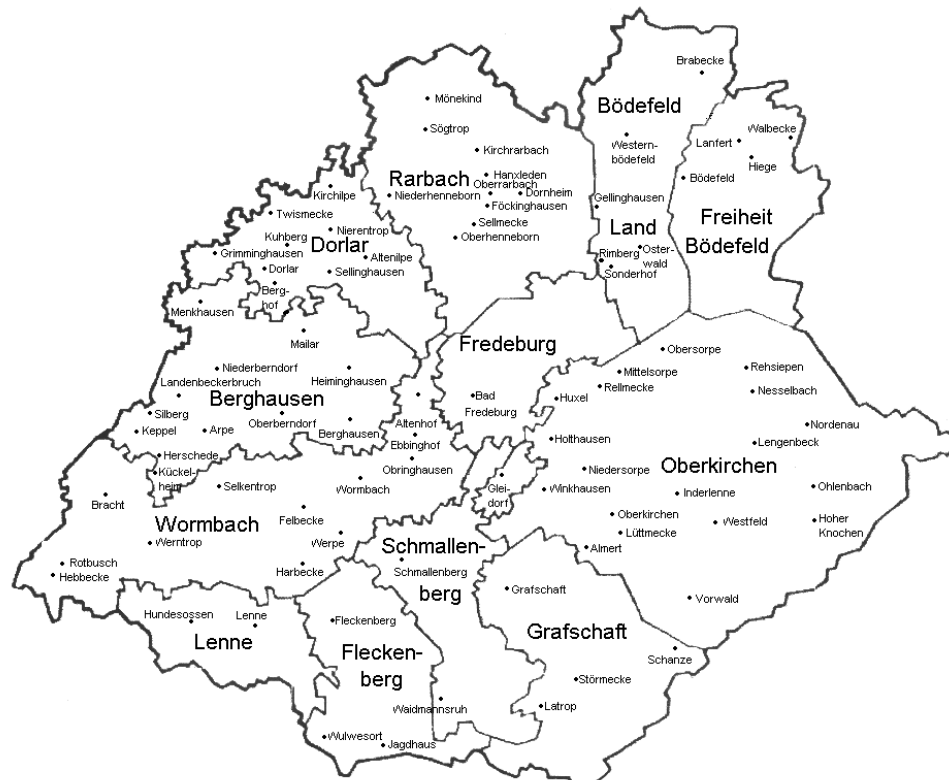 Brabecke
Bödefeld
Western-
bödefeld
Walbecke
Lanfert
Hiege
Bödefeld
Freiheit
Bödefeld
Gellinghausen
Land
Oster-
wald
Rimberg
Sonderhof
Mönekind
Sögtrop
Kirchrarbach
Hanxleden
Rarbach
Oberrarbach
Niederhenneborn
Dornheim
Föckinghausen
Sellmecke
Oberhenneborn
Kirchilpe
Twismecke
Nierentrop
Kuhberg
Dorlar
Grimminghausen
Altenilpe
Dorlar
Sellinghausen
Berg-
hof
Menkhausen
Mailar
Niederberndorf
Heiminghausen
Landenbeckerbruch
Berghausen
Silberg
Oberberndorf
Keppel
Arpe
Berghausen
Fredeburg
Bad
Fredeburg
Altenhof
Ebbinghof
Obringhausen
Herschede
Kückel-
heim
Selkentrop
Wormbach
Bracht
Felbecke
Wormbach
Werpe
Werntrop
Rotbusch
Hebbecke
Harbecke
Glei-
dorf
Obersorpe
Mittelsorpe
Rellmecke
Huxel
Rehsiepen
Nesselbach
Nordenau
Holthausen
Lengenbeck
Niedersorpe
Oberkirchen
Winkhausen
Inderlenne
Ohlenbach
Oberkirchen
Westfeld
Hoher
Knochen
Lüttmecke
Almert
Vorwald
Schmallen-
berg
Schmallenberg
Grafschaft
Grafschaft
Schanze
Störmecke
Latrop
Hundesossen
Lenne
Lenne
Fleckenberg
Flecken-
berg
Waidmannsruh
Wulwesort
Jagdhaus